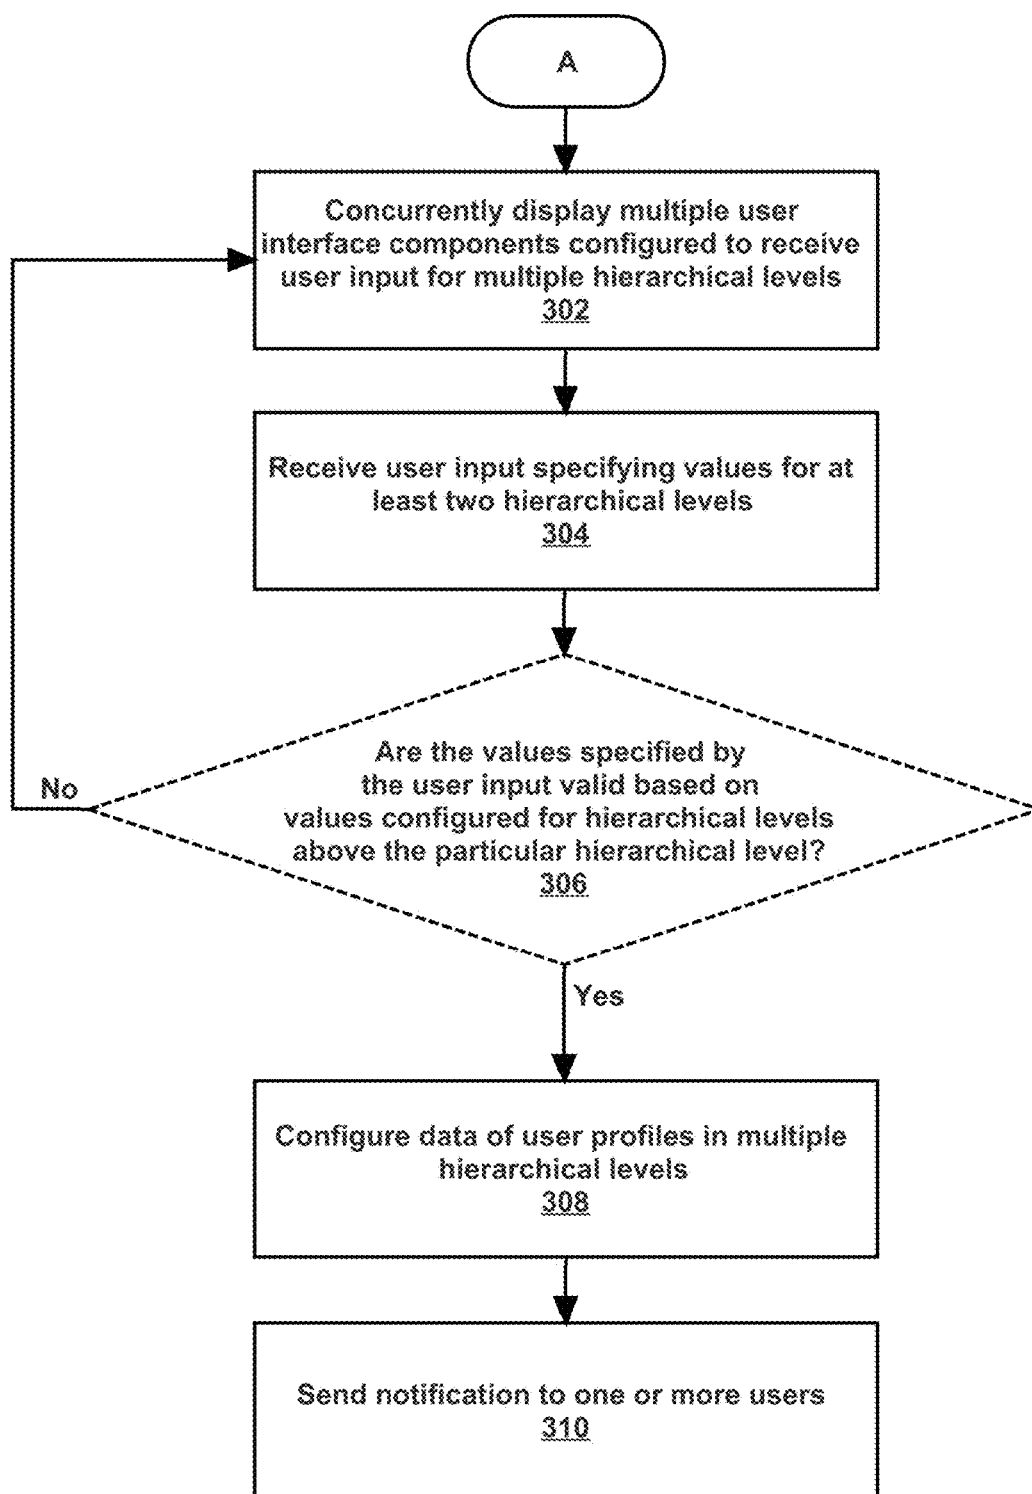 A
Concurrently display multiple user
interface components configured to receive
user input for multiple hierarchical levels
302
Receive user input specifying values for at
least two hierarchical levels
304
Are the values specified by
the user input valid based on
values configured for hierarchical levels
above the particular hierarchical level?
306
No
Yes
Configure data of user profiles in multiple
hierarchical levels
308
Send notification to one or more users
310